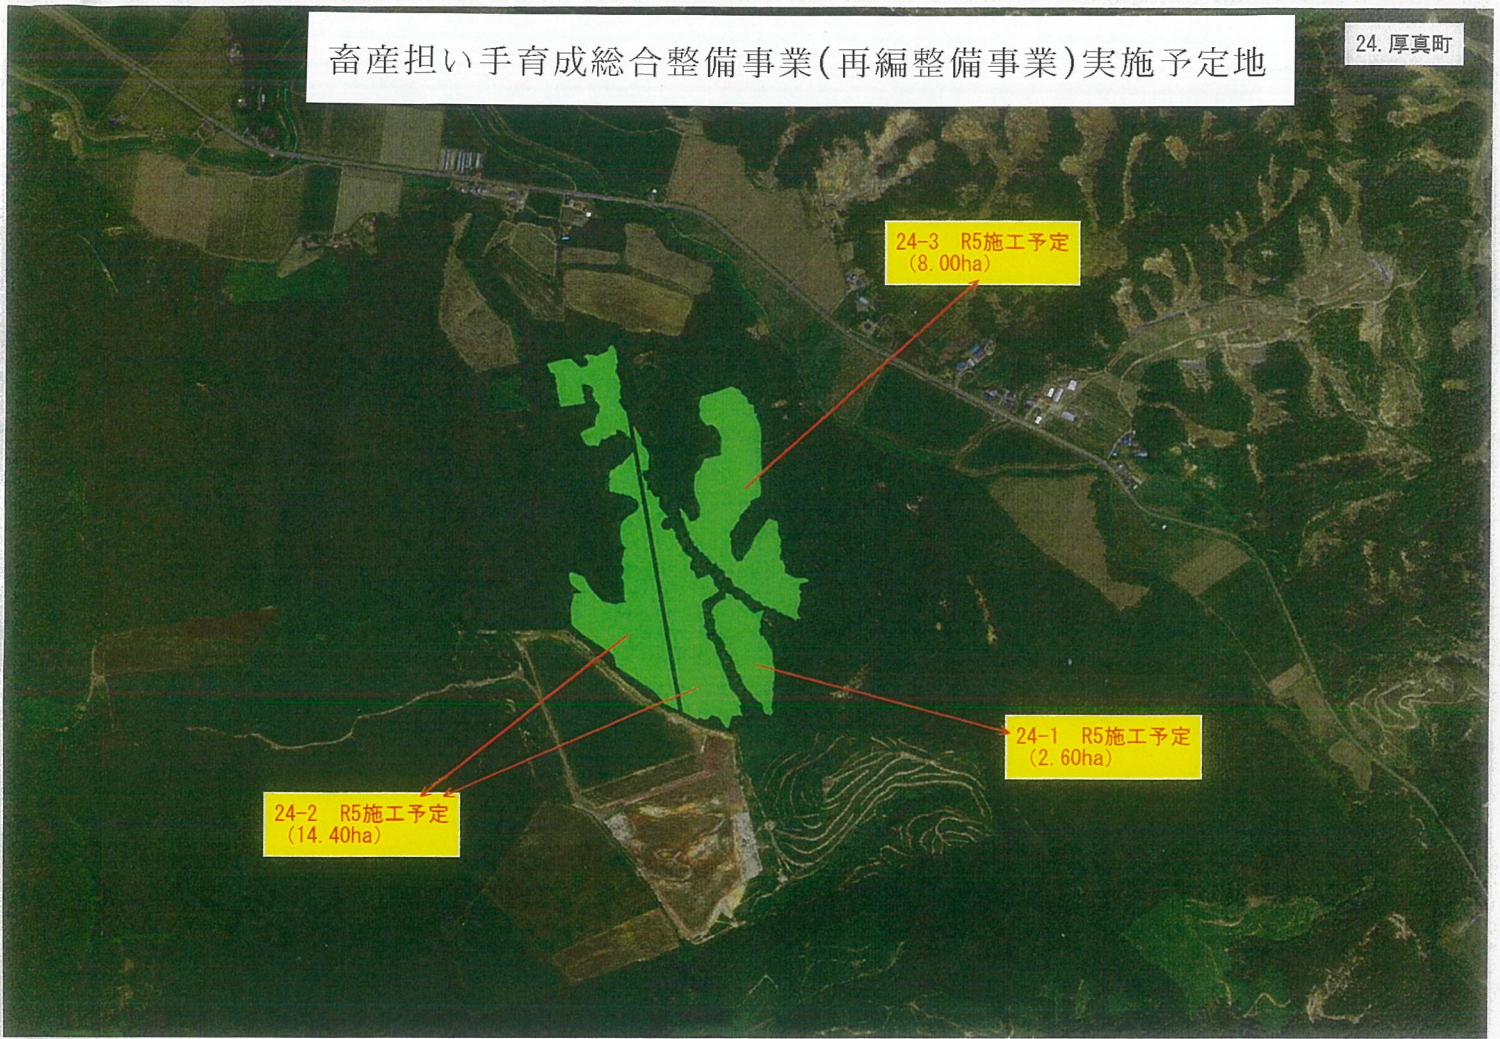 畜産担い手育成総合整備事業(再編整備事業)実施予定地
24.厚真町
24-3 R5施工予定
(8.00ha)
24-1 R5施工予定
(2.60ha)
24-2 R5施工予定
(14.40ha)